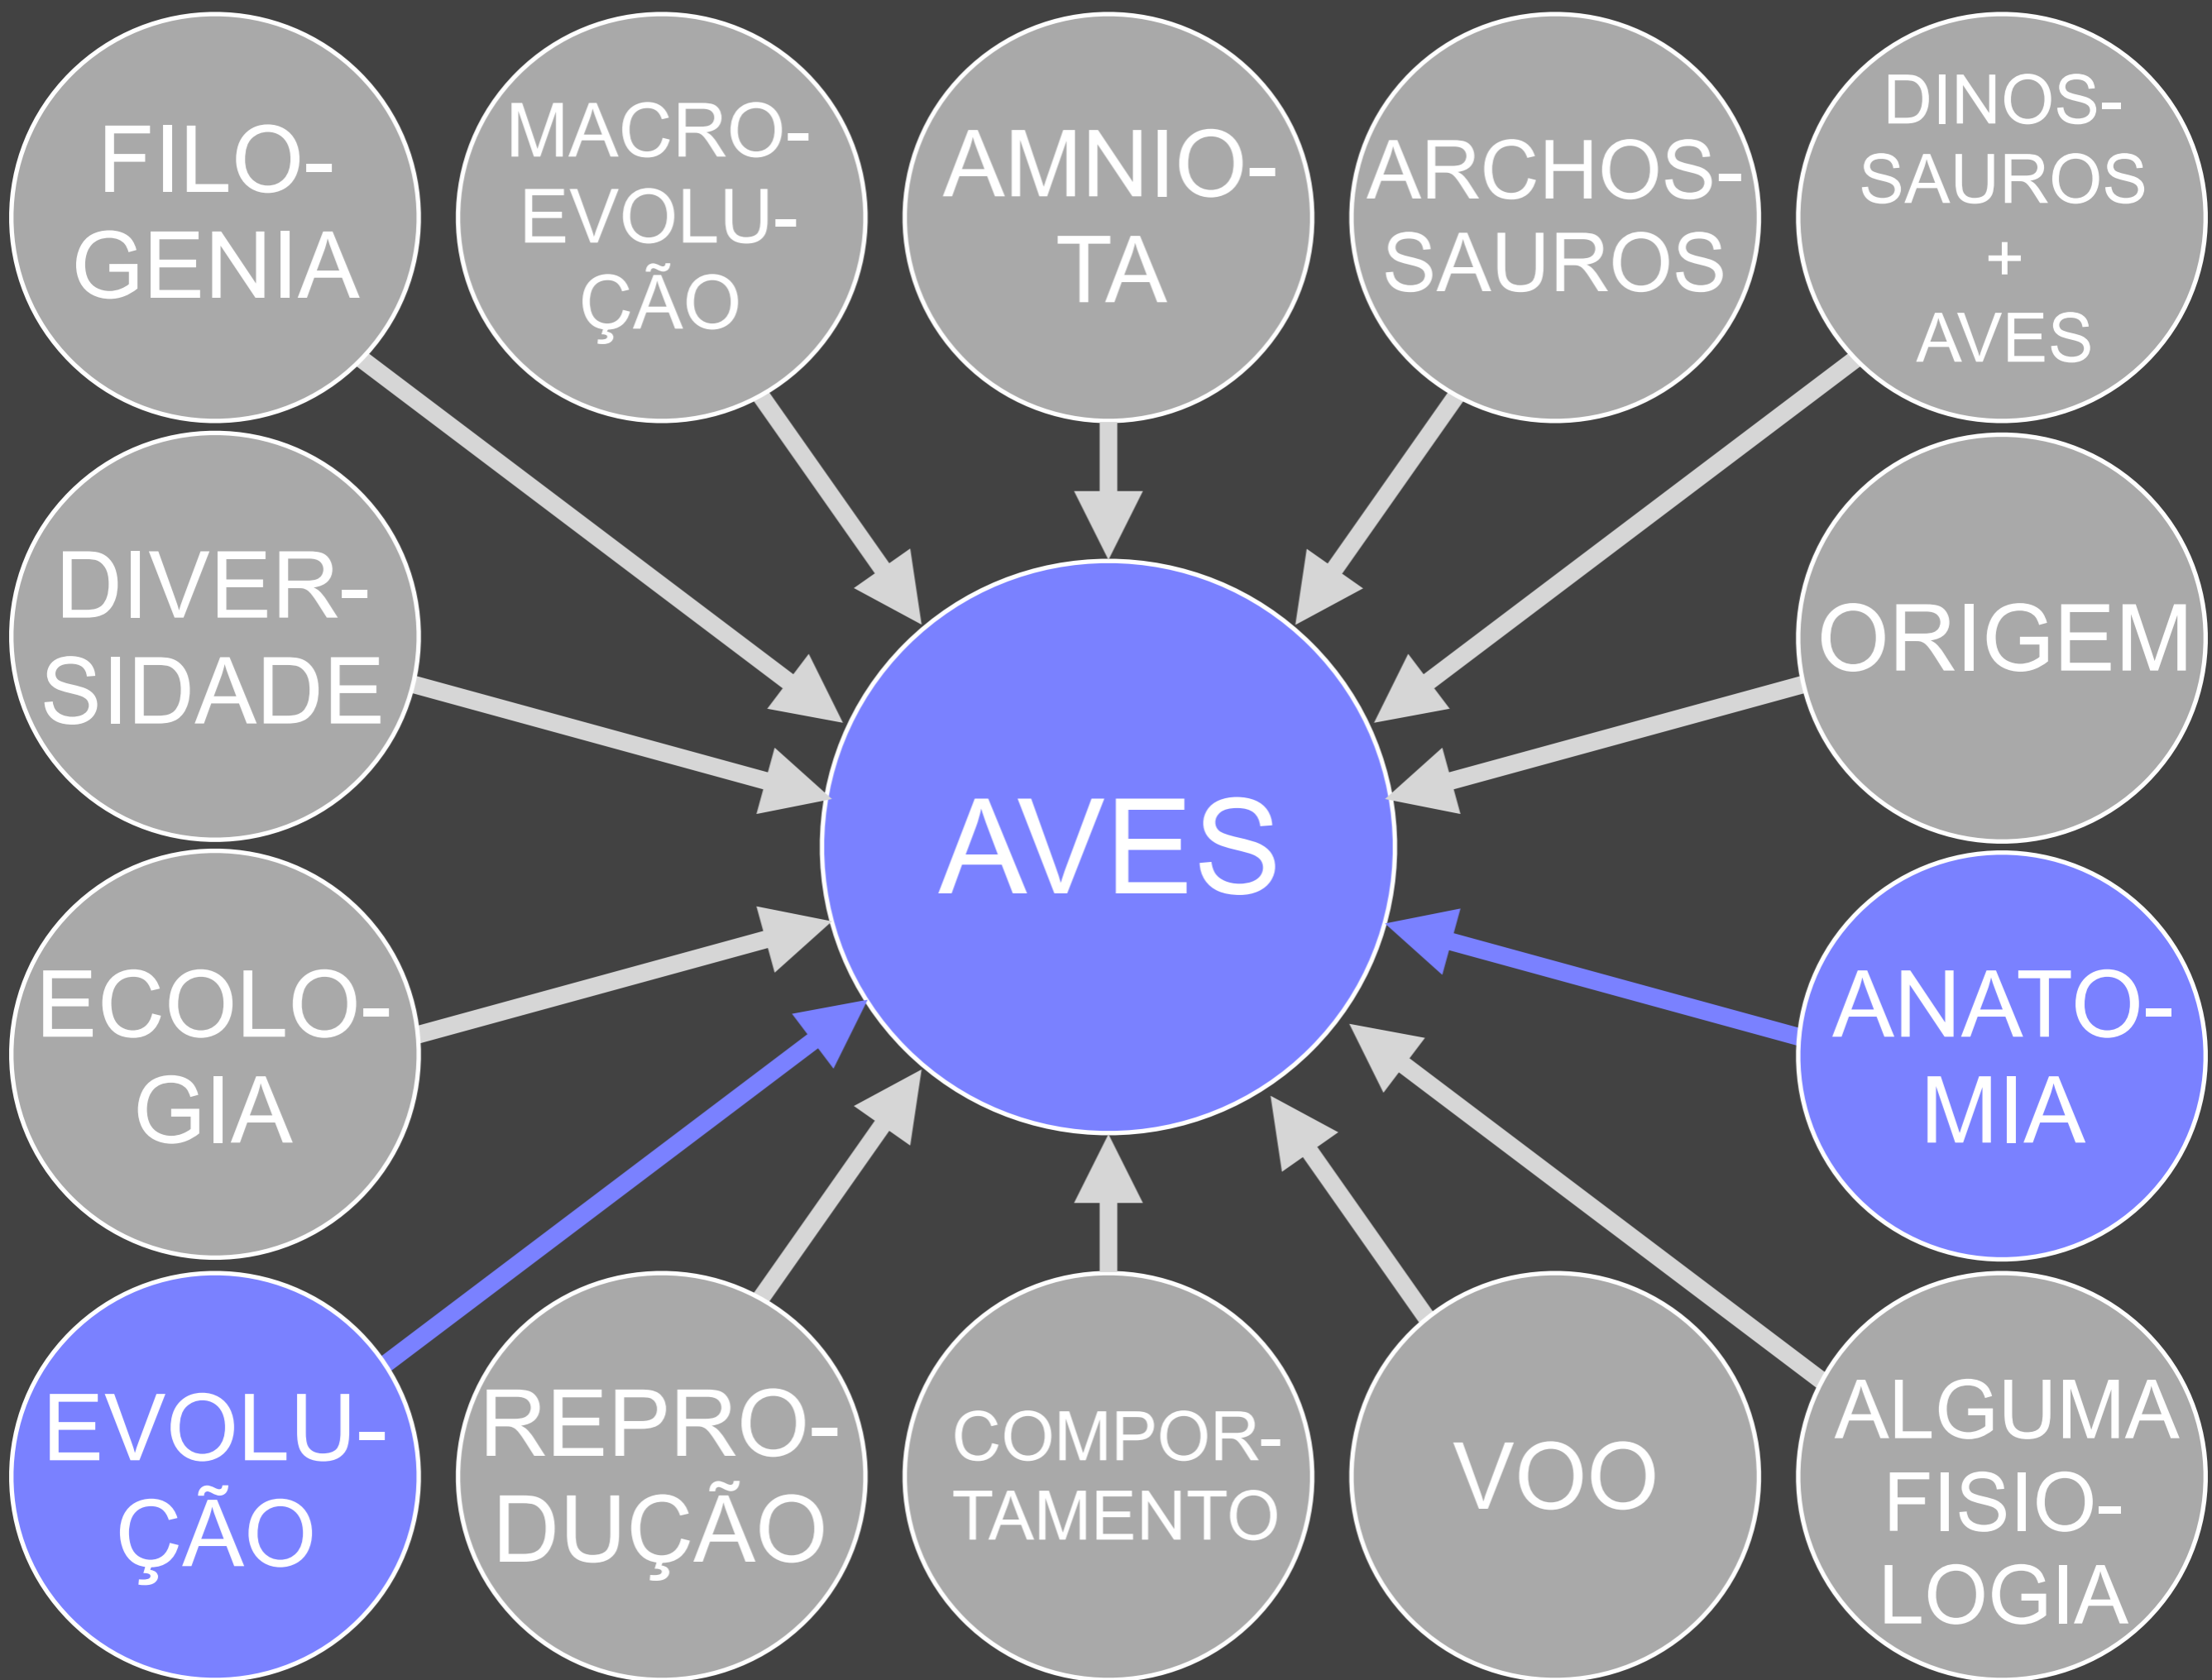 FILO-
GENIA
MACRO-
EVOLU-
ÇÃO
AMNIO-
TA
ARCHOS-
SAUROS
DINOS-
SAUROS
+
AVES
DIVER-
SIDADE
ORIGEM
AVES
ECOLO-
GIA
ANATO-
MIA
EVOLU-
ÇÃO
REPRO-
DUÇÃO
COMPOR-
TAMENTO
VOO
ALGUMA
FISIO-
LOGIA